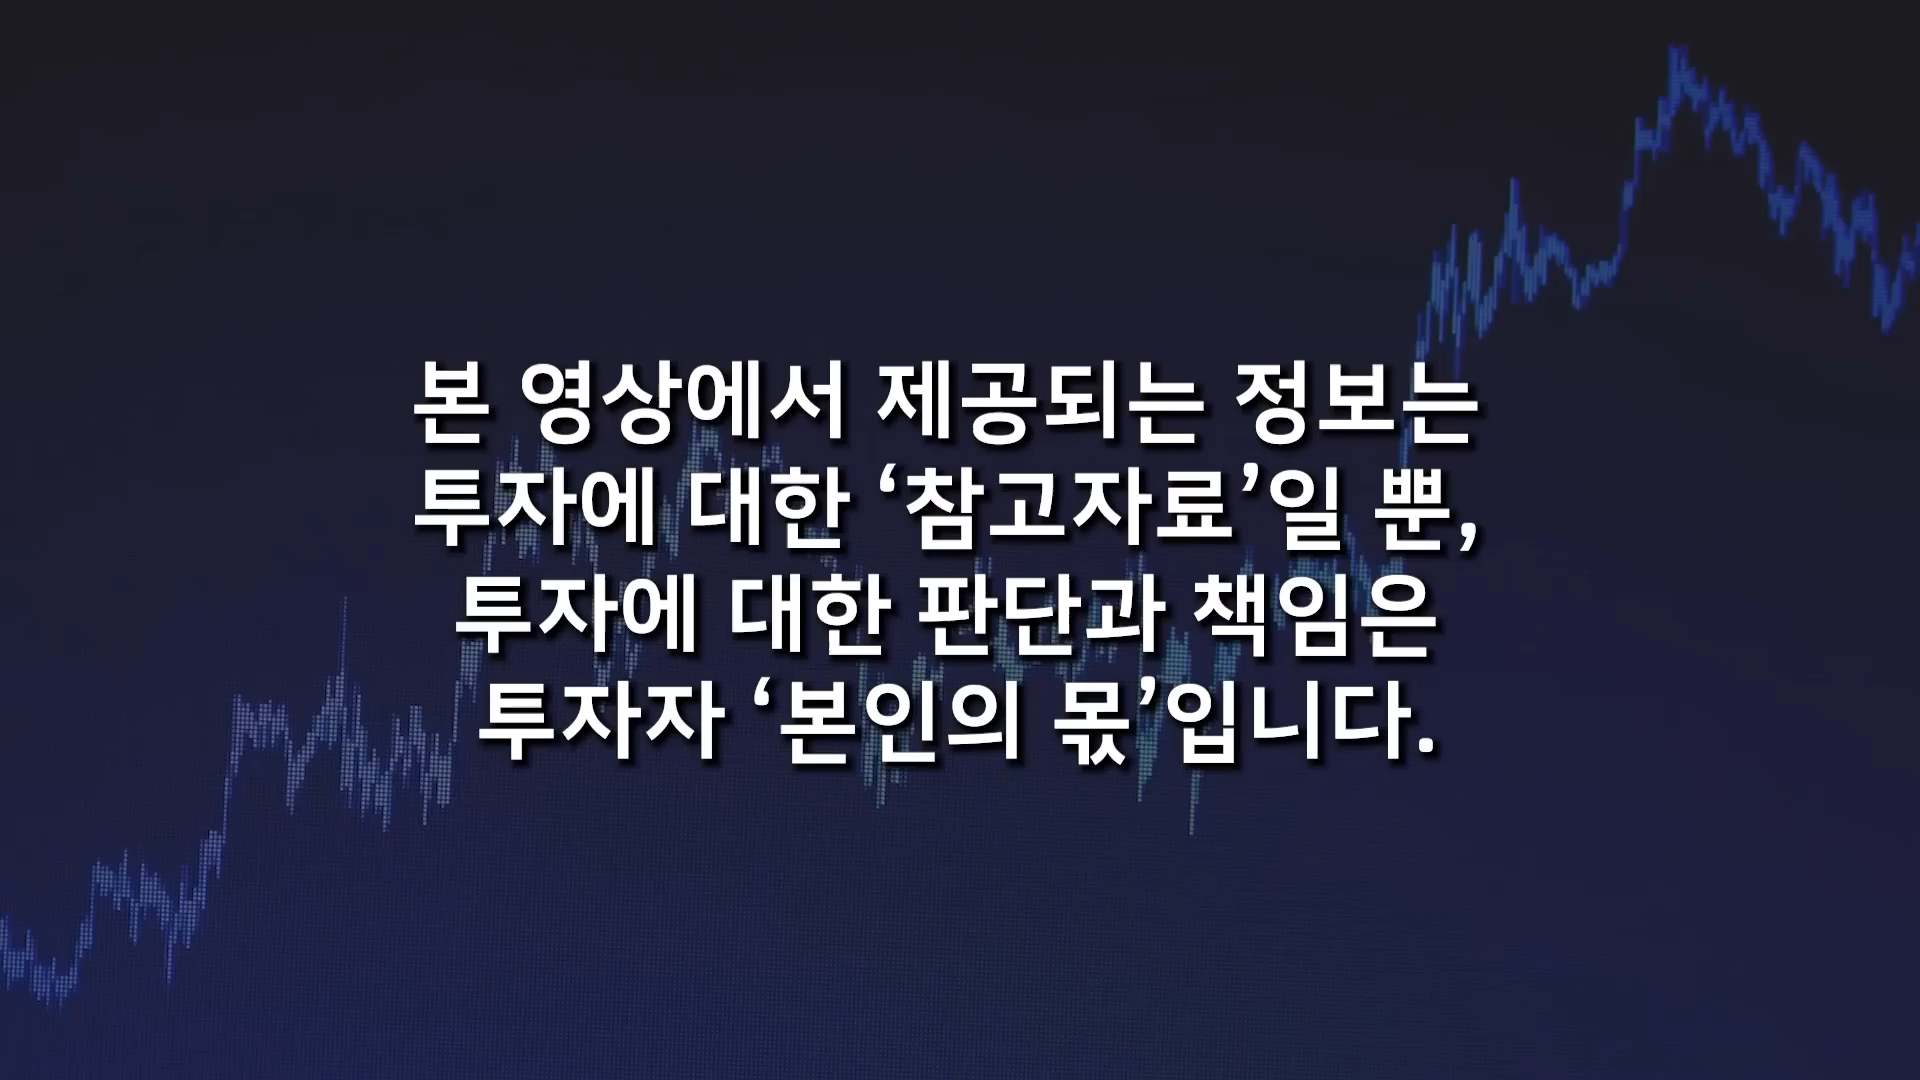 본 영상에서 제공되는 정보는
투자에 대한 ‘참고자료’일 뿐,
투자에 대한 판단과 책임은
투자자 ‘본인의 몫’입니다.